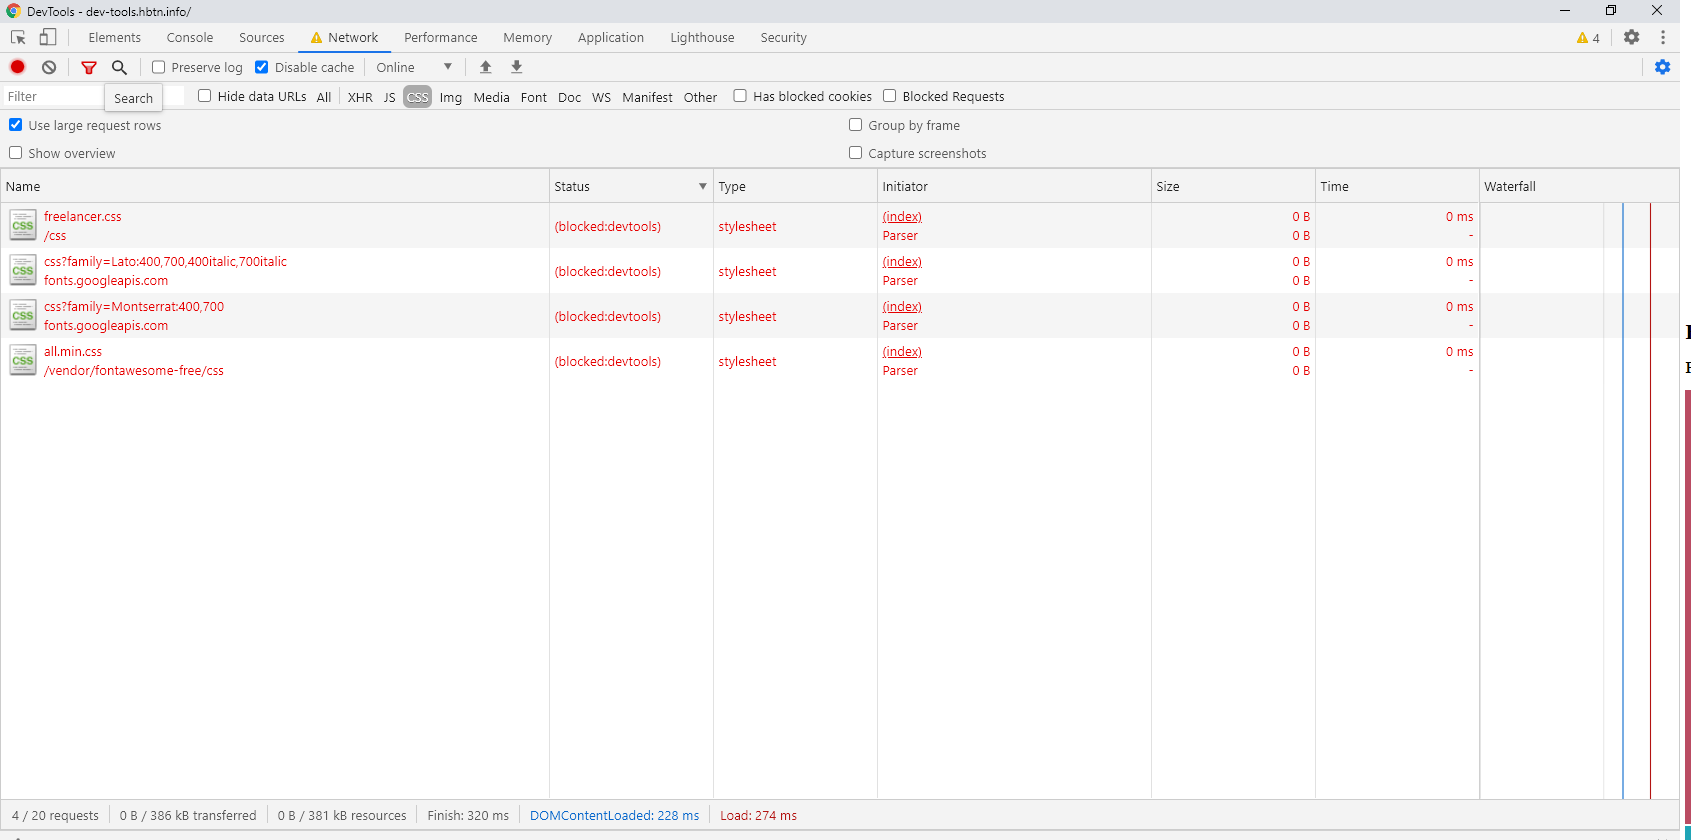 DevTools - dev-tools.hbtn.info/
Elements Console Sources Network Performance Memory Application Lighthouse Security 4
Preserve log Disable cache Online
Filter Search Hide data URLs All XHR JS CSS Img Media Font Doc WS Manifest Other Has blocked cookies Blocked Requests
Use large request rows Group by frame
Show overview Capture screenshots
Name Status Type Initiator Size Time Waterfall
freelancer.css (index) 0 B 0 ms
(blocked:devtools) stylesheet
/css Parser 0 B -
css?family=Lato:400,700,400italic,700italic (index) 0 B 0 ms
(blocked:devtools) stylesheet
fonts.googleapis.com Parser 0 B -
css?family=Montserrat:400,700 (index) 0 B 0 ms
(blocked:devtools) stylesheet
fonts.googleapis.com Parser 0 B -
all.min.css (index) 0 B 0 ms
(blocked:devtools) stylesheet
/vendor/fontawesome-free/css Parser 0 B -
4 / 20 requests 0 B / 386 kB transferred 0 B / 381 kB resources Finish: 320 ms DOMContentLoaded: 228 ms Load: 274 ms